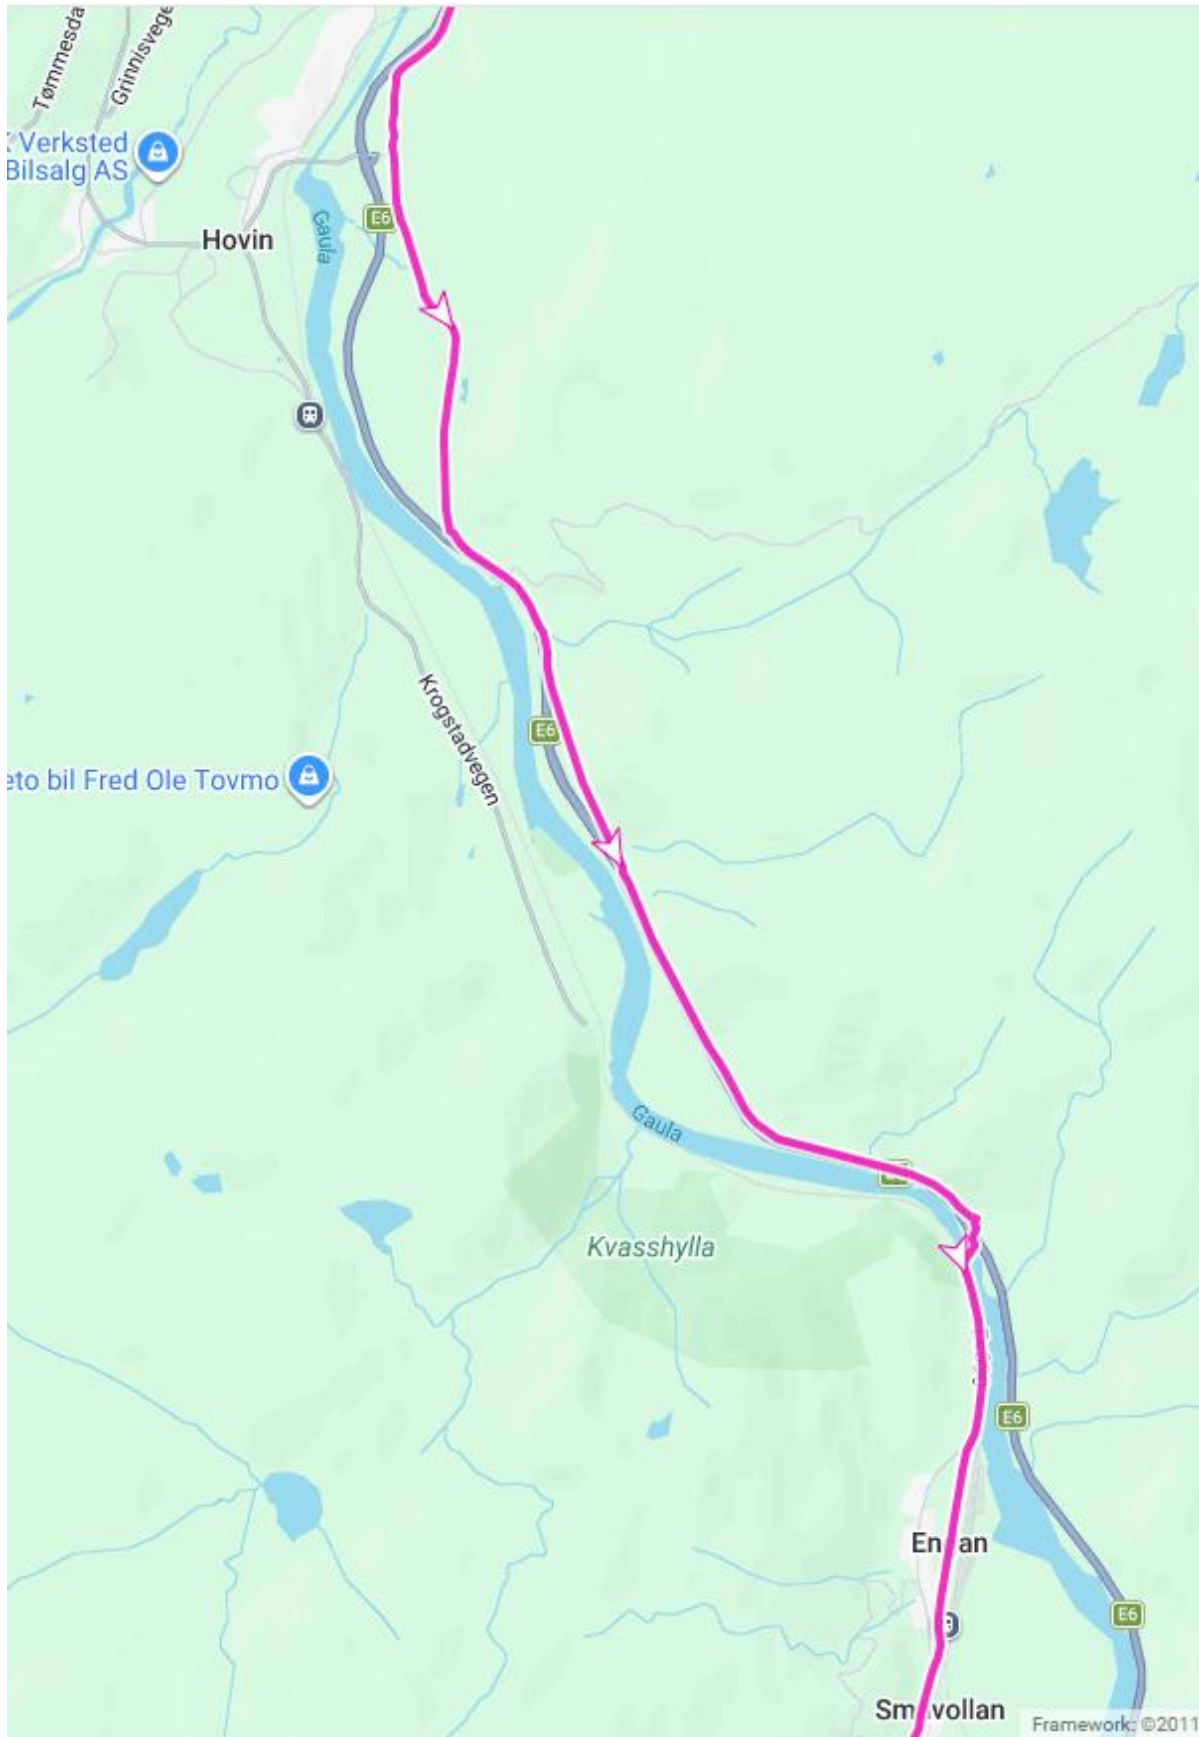 Tømmesda
Grinnisvege
Verksted
Bilsalg AS
E6
Gaula
Hovin
Krogstadvegen
E6
eto bil Fred Ole Tovmo
Gaula
Kvasshylla
E6
E6
Framework: ©2011